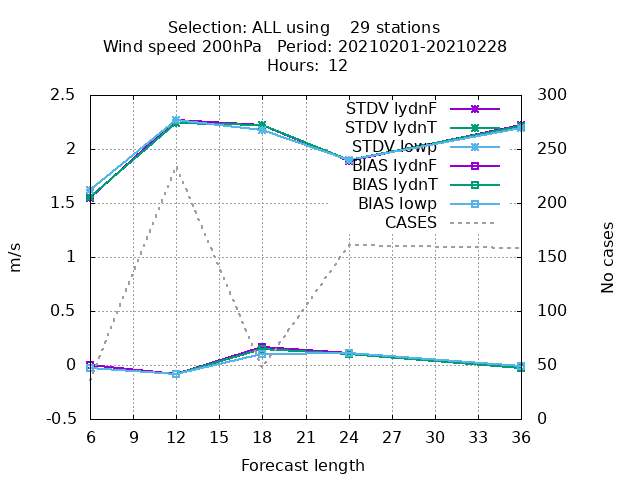 Selection: ALL using    29 stations
Wind speed 200hPa   Period: 20210201-20210228
Hours: 12
2.5
2
1.5
1
0.5
0
-0.5
m/s
300
250
200
150
100
50
0
No cases
STDV lydnF
STDV lydnT
STDV lowp
BIAS lydnF
BIAS lydnT
BIAS lowp
CASES
6 9 12 15 18 21 24 27 30 33 36
Forecast length